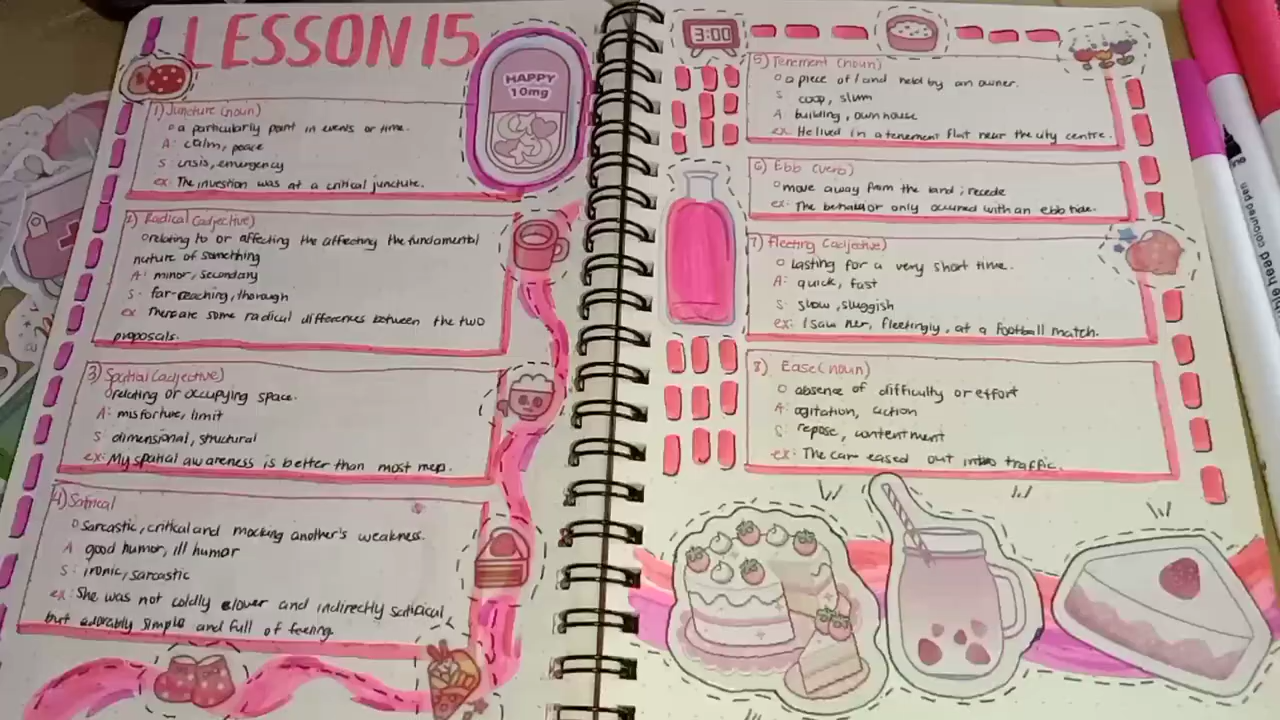 LESSON 15
HAPPY
10mg
1) Juncture (noun)
a particularly point in events or time.
A: calm, peace
S: crisis, emergency
ex: The investion was at a critical juncture.
2) Radical (adjective)
relating to or affecting the affecting the fundamental
nature of something
A: minor, secondary
S: far-reaching, thorough
ex: There are some radical differences between the two
proposals.
3) Spatial (adjective)
relating or occupying space.
A: misfortue, limit
S: dimensional, structural
ex: My spatial awareness is better than most mep.
4) Satirical
sarcastic, critical and mocking another's weakness.
A: good humor, ill humar
S: ironic, sarcastic
ex: She was not coldly clover and indirectly satirical,
but adorably simple and full of feeling
3:00
5) Tenement (noun)
a piece of land held by an owner.
S: coop, slum
A: building, own house
ex: He lived in a tenement flat near the city centre.
6) Ebb (verb)
move away from the land; recede
ex: The behavior only occured with an ebb tide.
7) Fleeting (adjective)
lasting for a very short time.
A: quick, fast
S: slow, sluggish
ex: I saw her, fleetingly, at a football match.
8) Ease (noun)
absence of difficulty or effort
A: agitation, action
S: repose, contentment
ex: The car eased out into traffic.
coloured pen